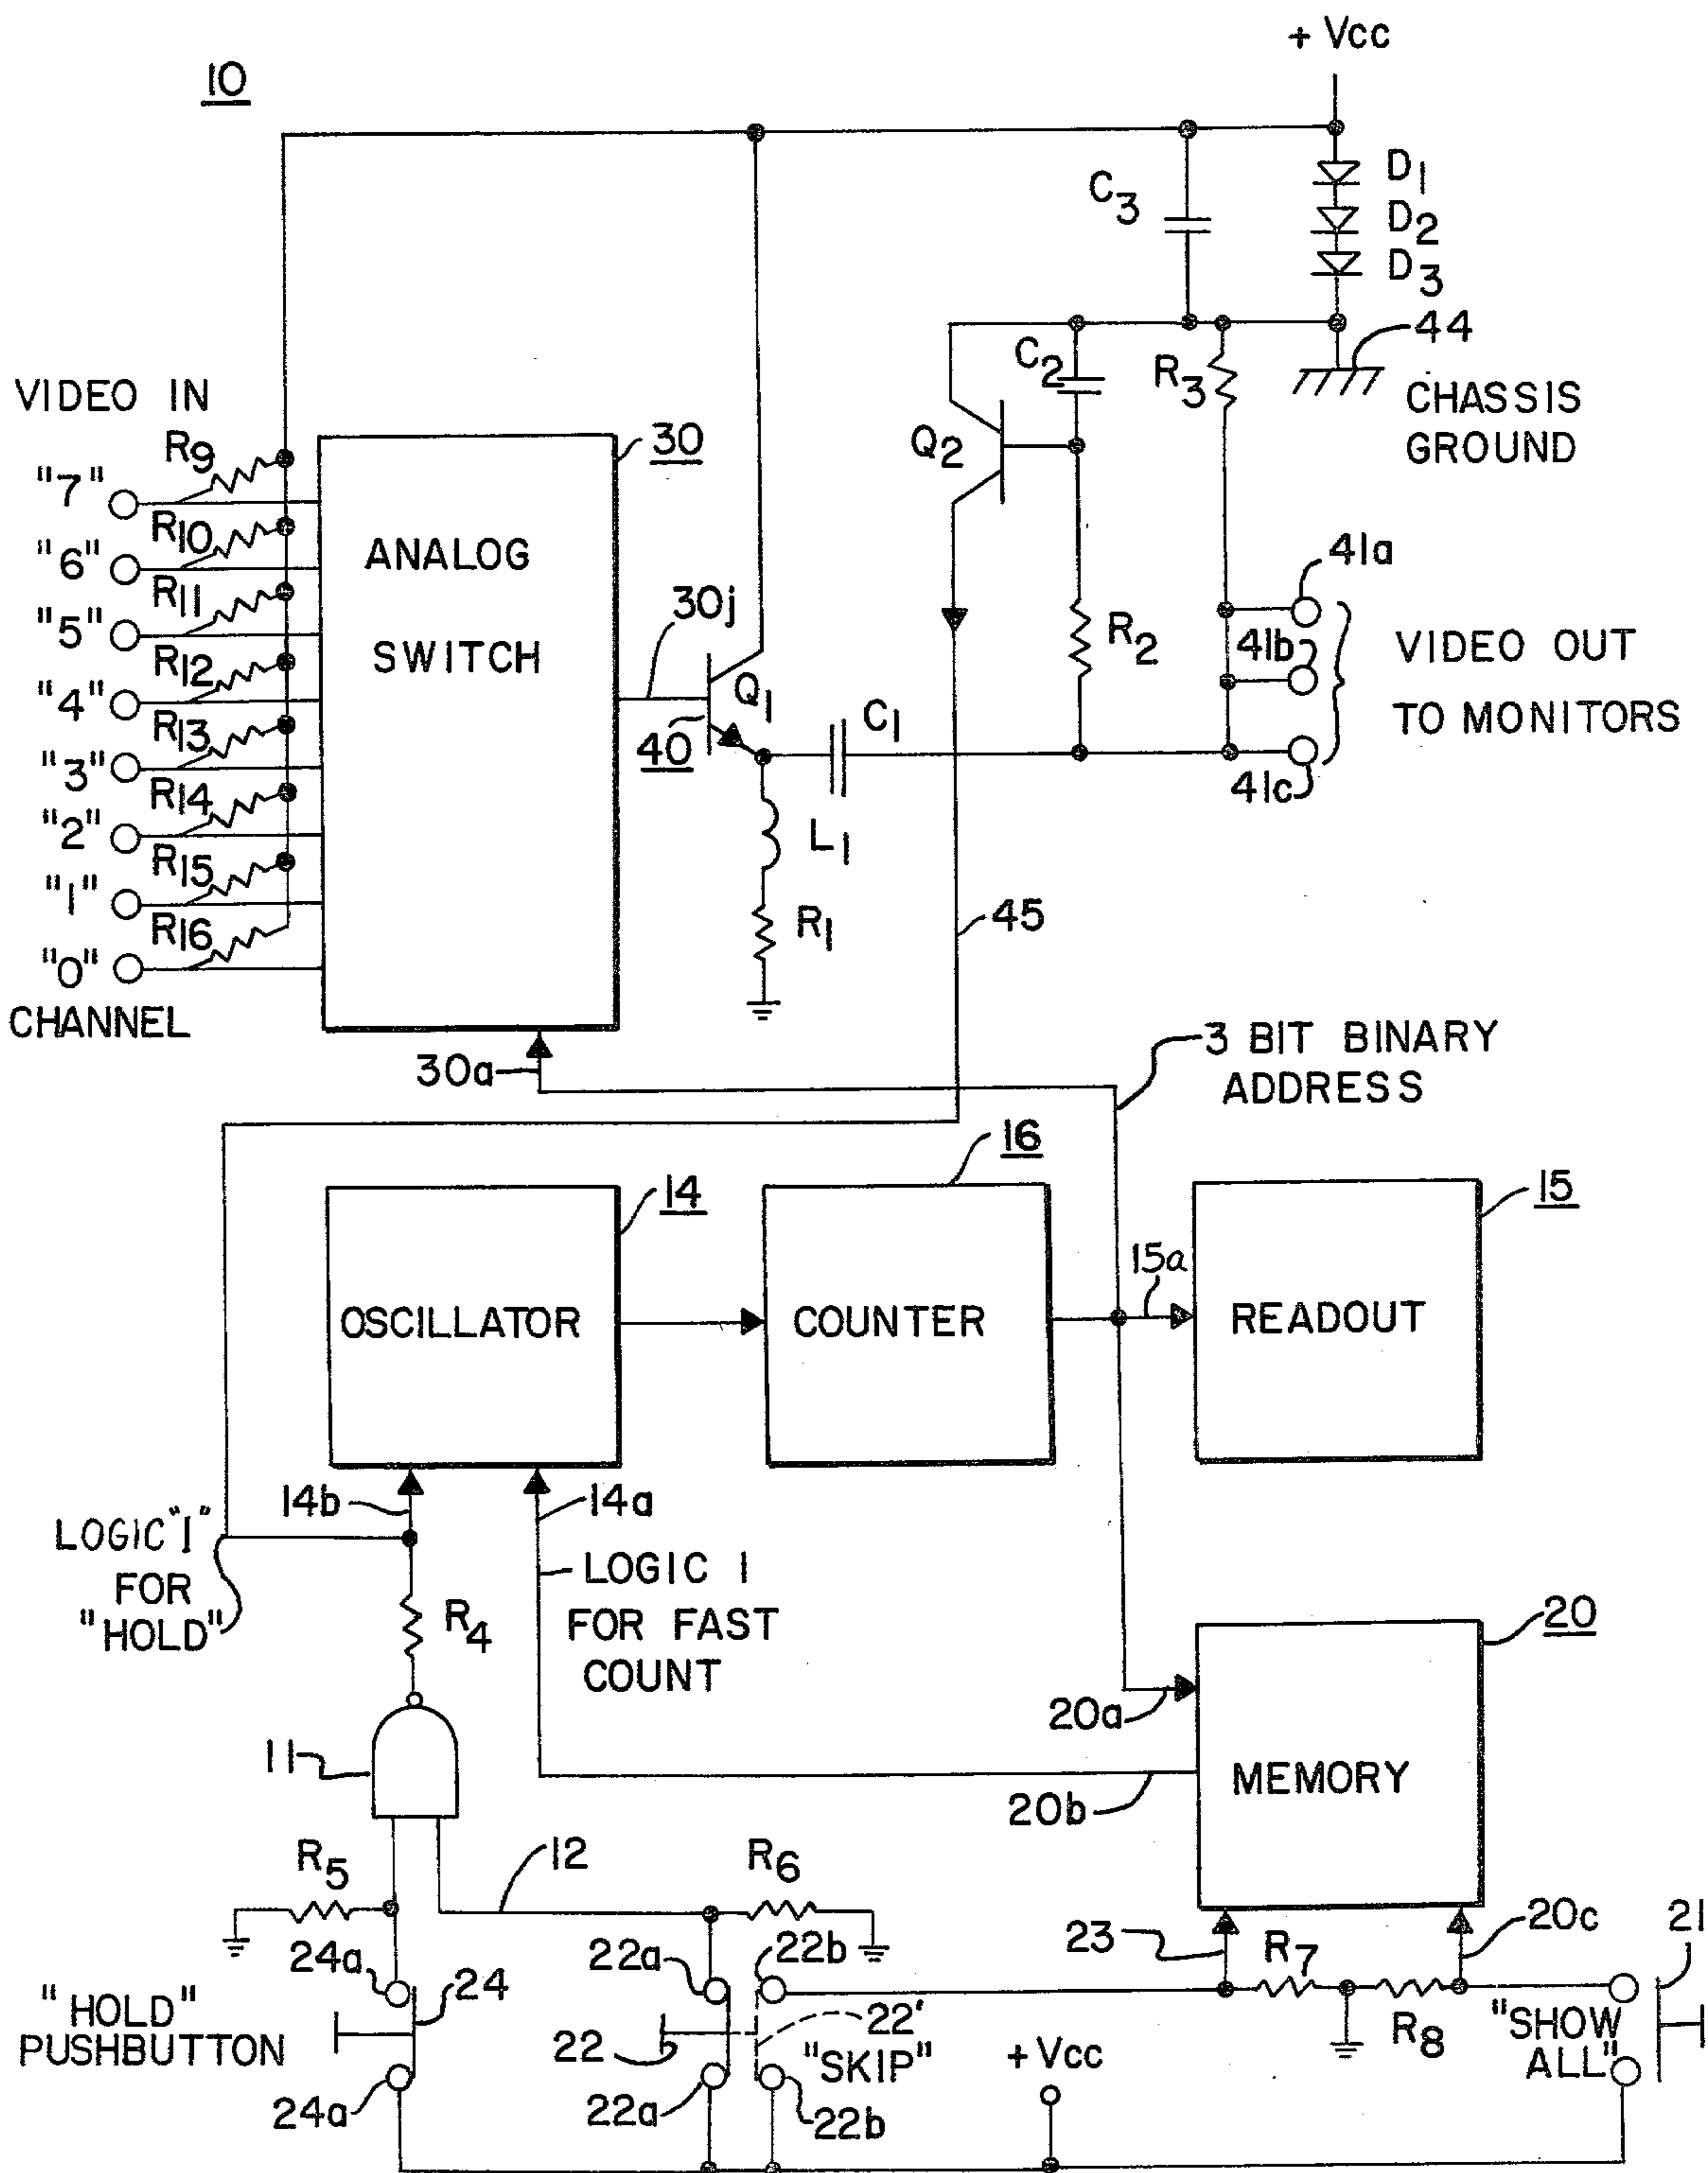 + Vcc
10
D1
C3
D2
D3
44
C2
R3
VIDEO IN
CHASSIS
GROUND
R9
30
Q2
"7"
R10
ANALOG
41a
"6"
R11
30j
R2
41b
"5"
SWITCH
VIDEO OUT
R12
Q1
"4"
C1
TO MONITORS
R13
40
"3"
41c
R14
"2"
L1
R15
"1"
R1
45
R16
"0"
CHANNEL
3 BIT BINARY
ADDRESS
30a
16
14
15
15a
OSCILLATOR
COUNTER
READOUT
14b
14a
LOGIC "1"
FOR
"HOLD"
LOGIC 1
FOR FAST
COUNT
R4
20
20a
11
MEMORY
20b
R5
12
R6
20c
21
23
R7
24a
24
22a
22b
"HOLD"
PUSHBUTTON
22
22'
"SKIP"
+ Vcc
R8
"SHOW
ALL"
24a
22a
22b